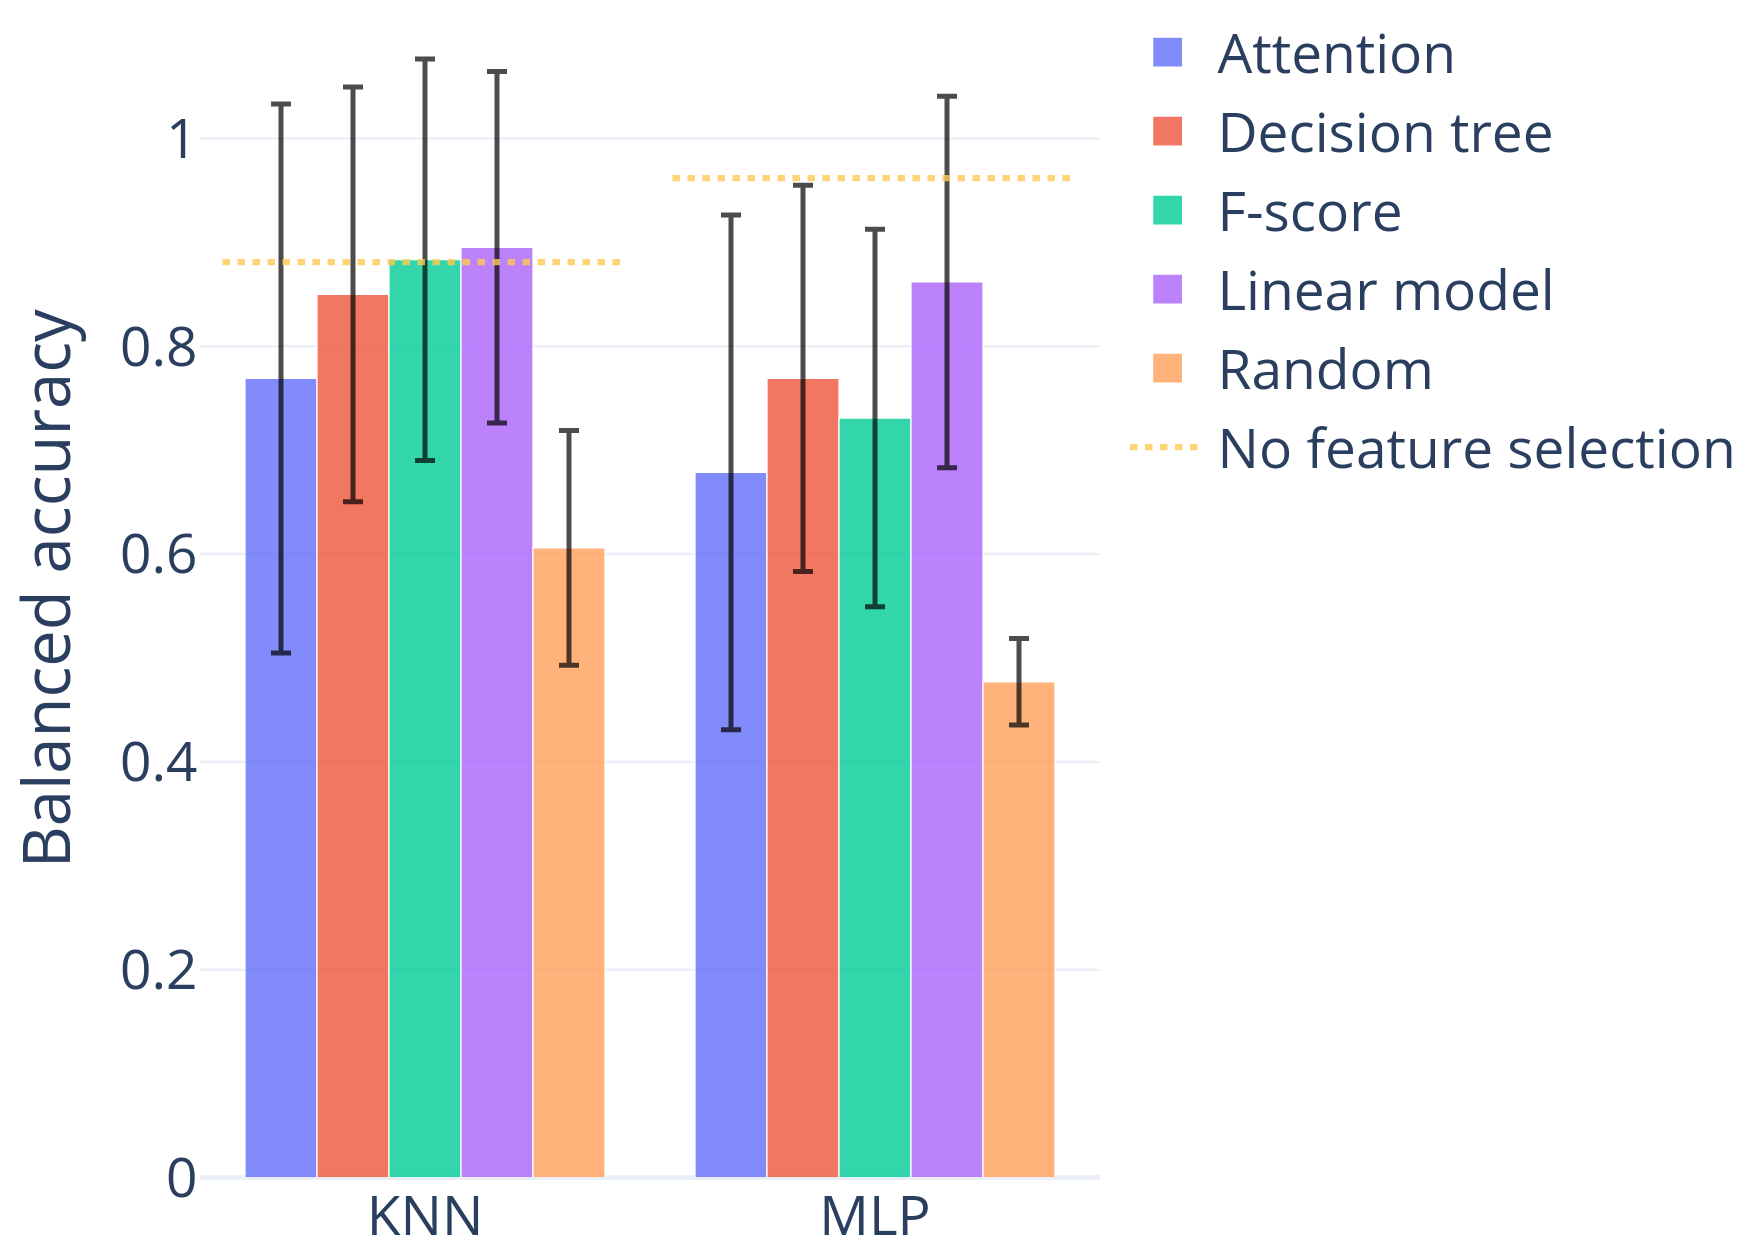 Balanced accuracy
1
0.8
0.6
0.4
0.2
0
KNN
MLP
Attention
Decision tree
F-score
Linear model
Random
No feature selection